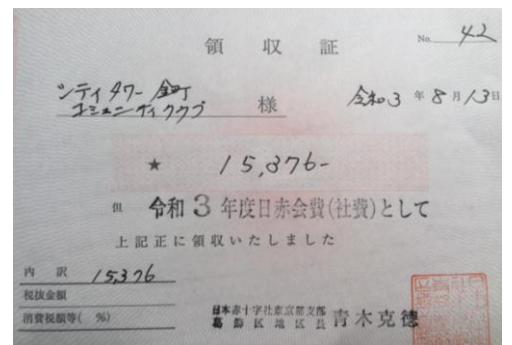 領収証
No. 42
シティタワー金町
コミュニティクラブ 様
令和3年8月13日
★ 15,376-
但 令和3年度日赤会費(社費)として
上記正に領収いたしました
内訳 15,376
税抜金額
消費税額等( %)
日本赤十字社東京都支部
葛飾区地区長 青木克德